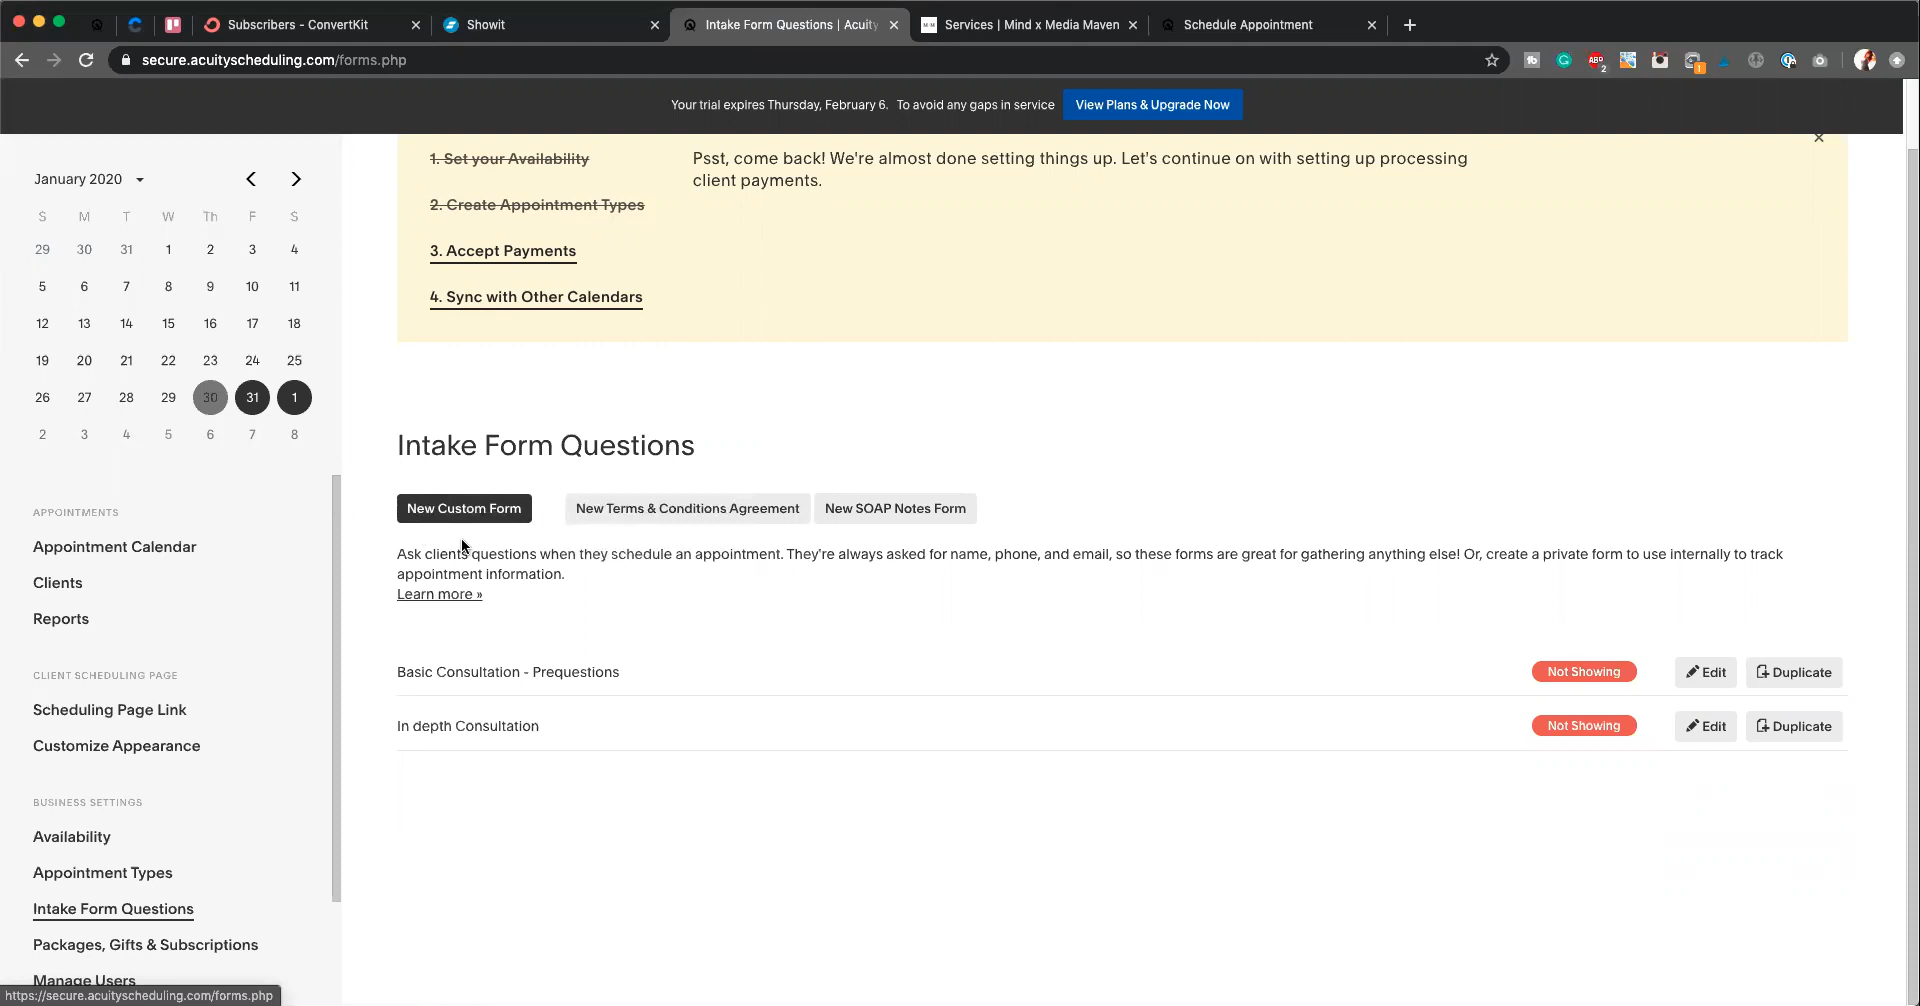 Subscribers - ConvertKit
Showit
Intake Form Questions | Acuity
Services | Mind x Media Maven
Schedule Appointment
secure.acuityscheduling.com/forms.php
Your trial expires Thursday, February 6. To avoid any gaps in service
View Plans & Upgrade Now
January 2020
S M T W Th F S
29 30 31 1 2 3 4
5 6 7 8 9 10 11
12 13 14 15 16 17 18
19 20 21 22 23 24 25
26 27 28 29 30 31 1
2 3 4 5 6 7 8
APPOINTMENTS
Appointment Calendar
Clients
Reports
CLIENT SCHEDULING PAGE
Scheduling Page Link
Customize Appearance
BUSINESS SETTINGS
Availability
Appointment Types
Intake Form Questions
Packages, Gifts & Subscriptions
Manage Users
https://secure.acuityscheduling.com/forms.php
1. Set your Availability
2. Create Appointment Types
3. Accept Payments
4. Sync with Other Calendars
Psst, come back! We're almost done setting things up. Let's continue on with setting up processing
client payments.
Intake Form Questions
New Custom Form
New Terms & Conditions Agreement
New SOAP Notes Form
Ask clients questions when they schedule an appointment. They're always asked for name, phone, and email, so these forms are great for gathering anything else! Or, create a private form to use internally to track
appointment information.
Learn more »
Basic Consultation - Prequestions
Not Showing
Edit
Duplicate
In depth Consultation
Not Showing
Edit
Duplicate